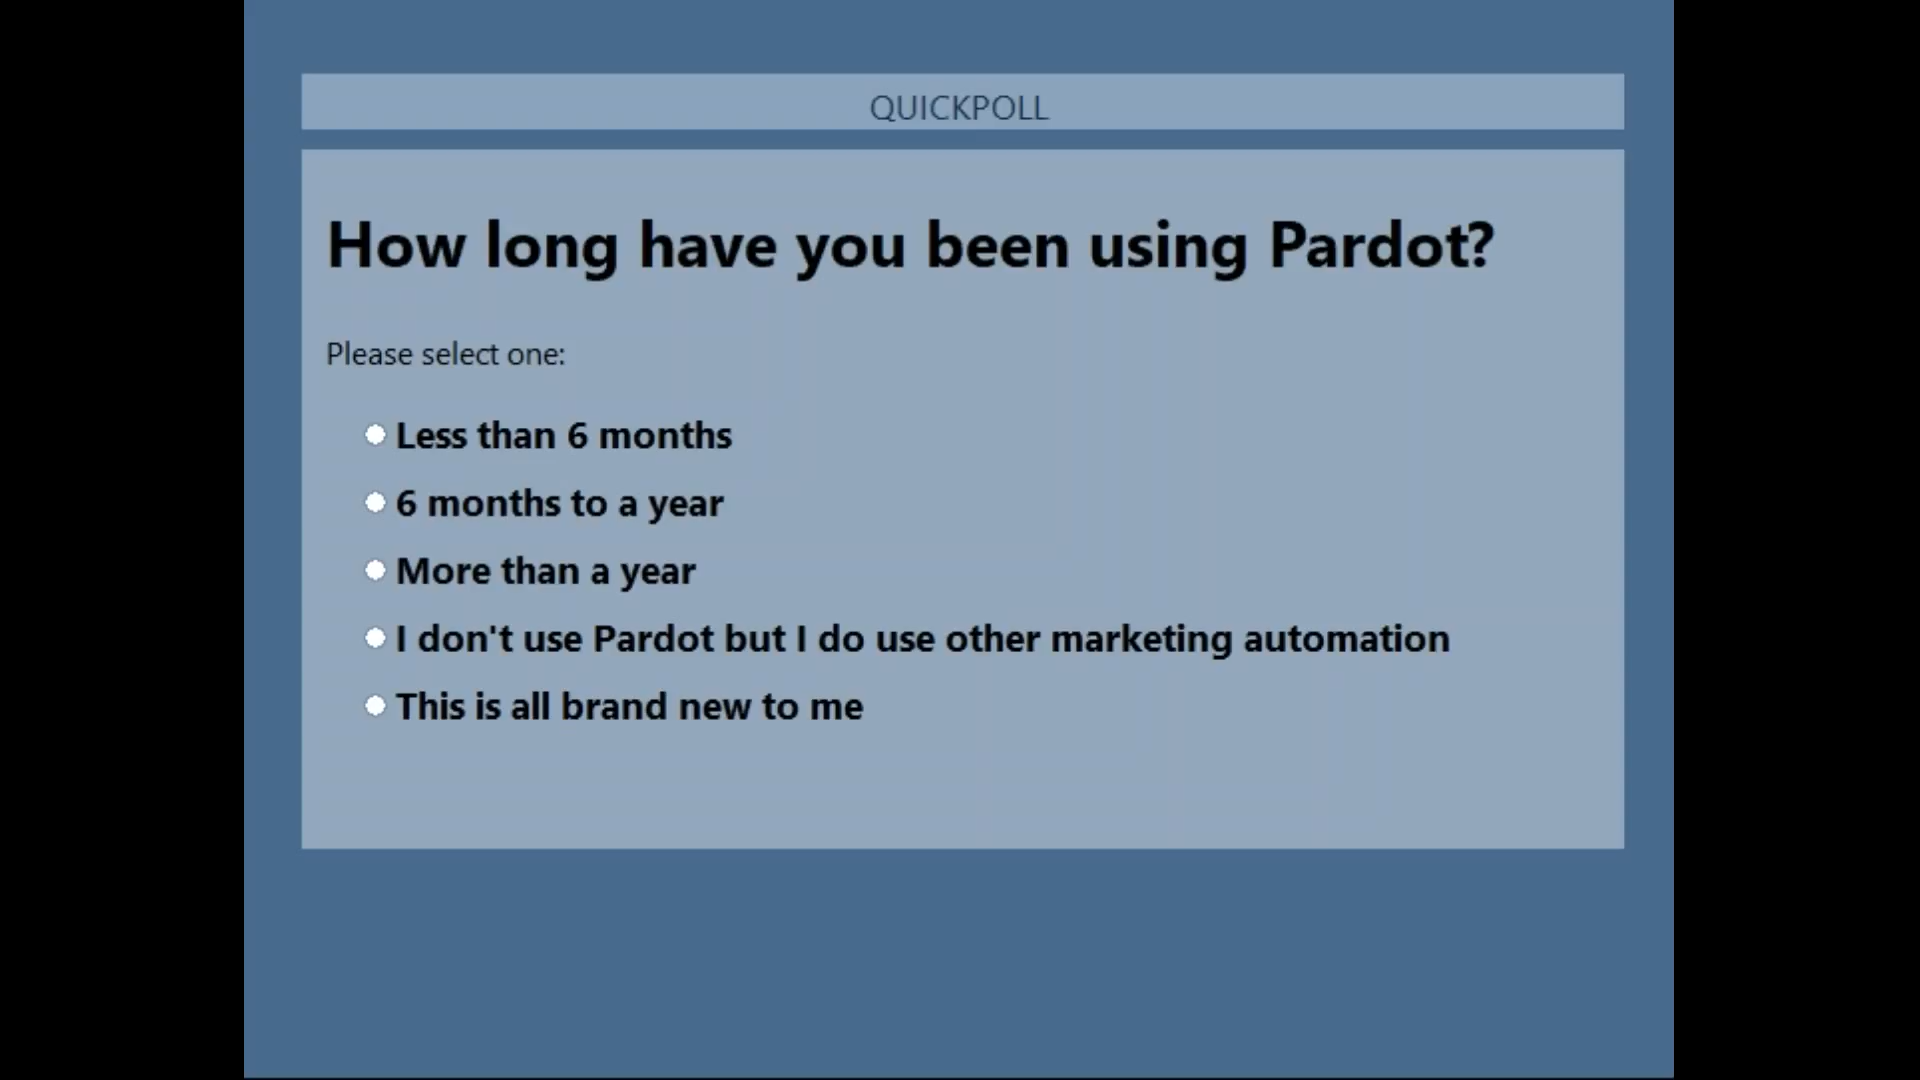 QUICKPOLL
How long have you been using Pardot?
Please select one:
Less than 6 months
6 months to a year
More than a year
I don't use Pardot but I do use other marketing automation
This is all brand new to me